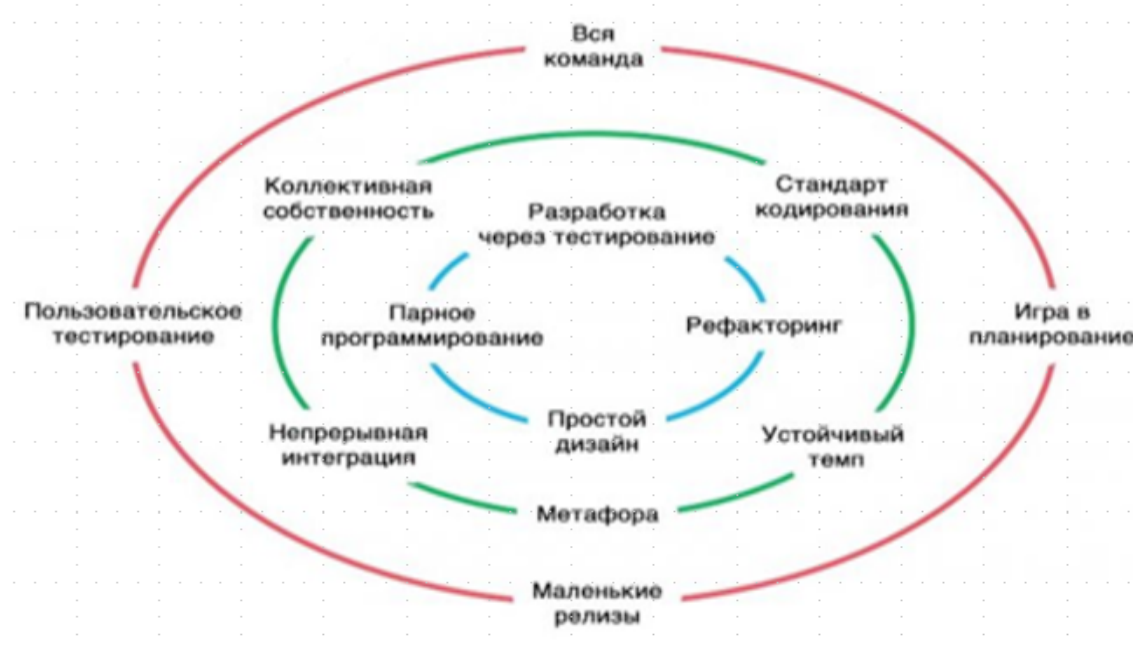 Вся
команда
Коллективная
собственность
Стандарт
кодирования
Разработка
через тестирование
Пользовательское
тестирование
Парное
программирование
Рефакторинг
Игра в
планирование
Непрерывная
интеграция
Простой
дизайн
Устойчивый
темп
Метафора
Маленькие
релизы